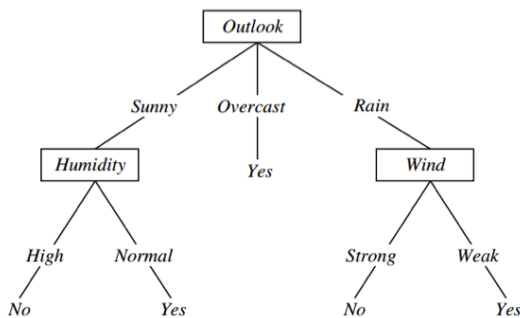 Outlook
Sunny Overcast Rain
Humidity Yes Wind
High Normal Strong Weak
No Yes No Yes